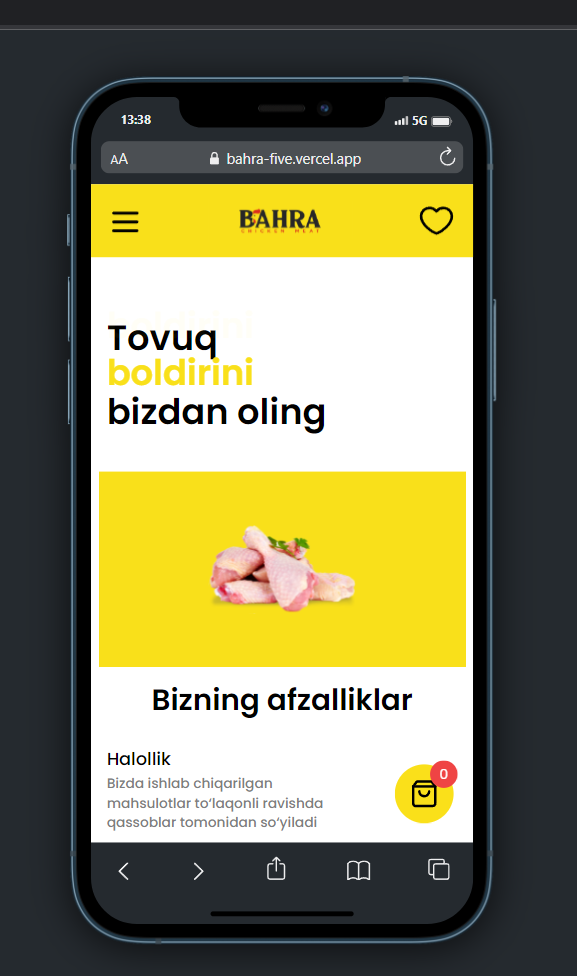 13:38
5G
AA
bahra-five.vercel.app
BAHRA
CHICKEN MEAT
Tovuq
boldirini
bizdan oling
Bizning afzalliklar
Halollik
Bizda ishlab chiqarilgan
mahsulotlar to‘laqonli ravishda
qassoblar tomonidan so‘yiladi
0